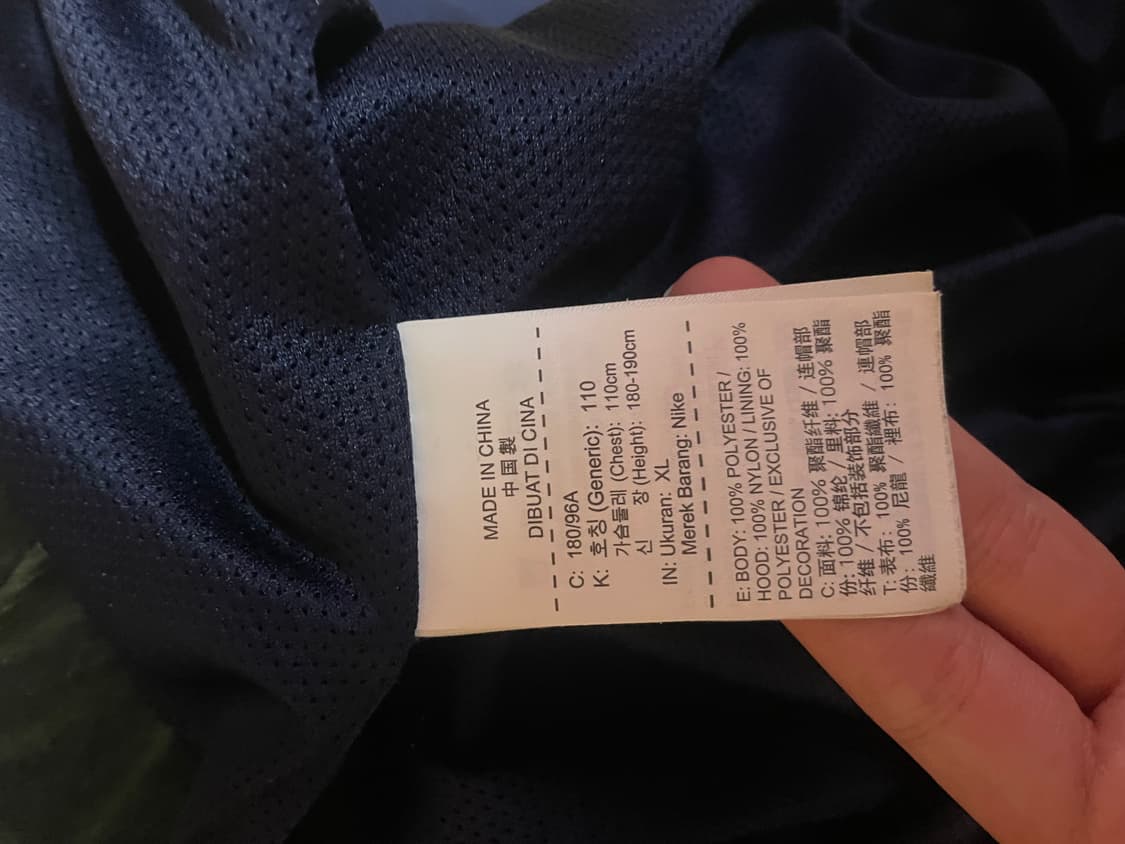 MADE IN CHINA
中国製
DIBUAT DI CINA
C: 180/96A
K: 호칭 (Generic): 110
가슴둘레 (Chest): 110cm
신 장 (Height): 180-190cm
IN: Ukuran: XL
Merek Barang: Nike
E: BODY: 100% POLYESTER /
HOOD: 100% NYLON / LINING: 100%
POLYESTER / EXCLUSIVE OF
DECORATION
C: 面料: 100% 聚酯纤维 / 连帽部
份: 100% 锦纶 / 里料: 100% 聚酯
纤维 / 不包括装饰部分
T: 表布: 100% 聚酯纖維 / 連帽部
份: 100% 尼龍 / 裡布: 100% 聚酯
纖維